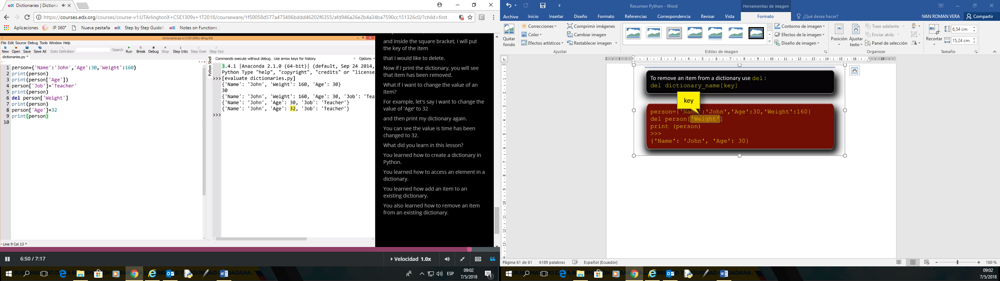 Dictionaries | Dictiona
https://courses.edx.org/courses/course-v1:UTArlingtonX+CSE1309x+1T2018/courseware/1f50058d577a473486bddd46202f6355/afd946a26e2b4a34ba7590cc151326c0/?child=first
Aplicaciones IP 360° Nueva pestaña Step by Step Guideli Notes on Functions
dictionaries.py (c:\CSE1309x): Wing IDE
File Edit Source Debug Tools Window Help
New Open Save Save All Goto Definition Search Run Break Debug Stop Step Into Step Over Step Out
dictionaries.py *
1 person={'Name':'John','Age':30,'Weight':160}
2 print(person)
3 print(person['Age'])
4 person['Job']='Teacher'
5 print(person)
6 del person['Weight']
7 print(person)
8 person['Age']=32
9 print(person)
10
Line 9 Col 13 *
Python Shell
Commands execute without debug. Use arrow keys for history. Options
3.4.1 |Anaconda 2.1.0 (64-bit)| (default, Sep 24 2014,
Python Type "help", "copyright", "credits" or "license
>>> [evaluate dictionaries.py]
{'Name': 'John', 'Weight': 160, 'Age': 30}
30
{'Name': 'John', 'Weight': 160, 'Age': 30, 'Job': 'Tea
{'Name': 'John', 'Age': 30, 'Job': 'Teacher'}
{'Name': 'John', 'Age': 32, 'Job': 'Teacher'}
>>>
and inside the square bracket, I will put
the key of the item
that I would like to delete.
Now if I print the dictionary, you will see
that item has been removed.
What if I want to change the value of an
item?
For example, let's say I want to change the
value of 'Age' to 32
and then print my dictionary again.
You can see the value is time has been
changed to 32.
What did you learn in this lesson?
You learned how to create a dictionary in
Python.
You learned how to access an element in a
dictionary.
You learned how add an item to an
existing dictionary.
You also learned how to remove an item
from an existing dictionary.
6:50 / 7:17
Velocidad 1.0x
ESP
09:02
7/5/2018
Resumen Python - Word
Herramientas de imagen
Archivo Inicio Insertar Diseño Formato Referencias Correspondencia Revisar Vista Formato ¿Qué desea hacer? IVAN ROMAN VERA Compartir
Quitar fondo
Correcciones
Color
Efectos artísticos
Comprimir imágenes
Cambiar imagen
Restablecer imagen
Ajustar
Estilos de imagen
Contorno de imagen
Efectos de la imagen
Diseño de imagen
Posición
Ajustar texto
Traer adelante
Enviar atrás
Panel de selección
Organizar
Recortar
6,54 cm
15,24 cm
Tamaño
To remove an item from a dictionary use del :
del dictionary_name[key]
key
person={'Name':'John','Age':30,'Weight':160}
del person['Weight']
print (person)
>>>
{'Name': 'John', 'Age': 30}
Página 61 de 61 6189 palabras Español (Ecuador) 100 %
09:02
7/5/2018